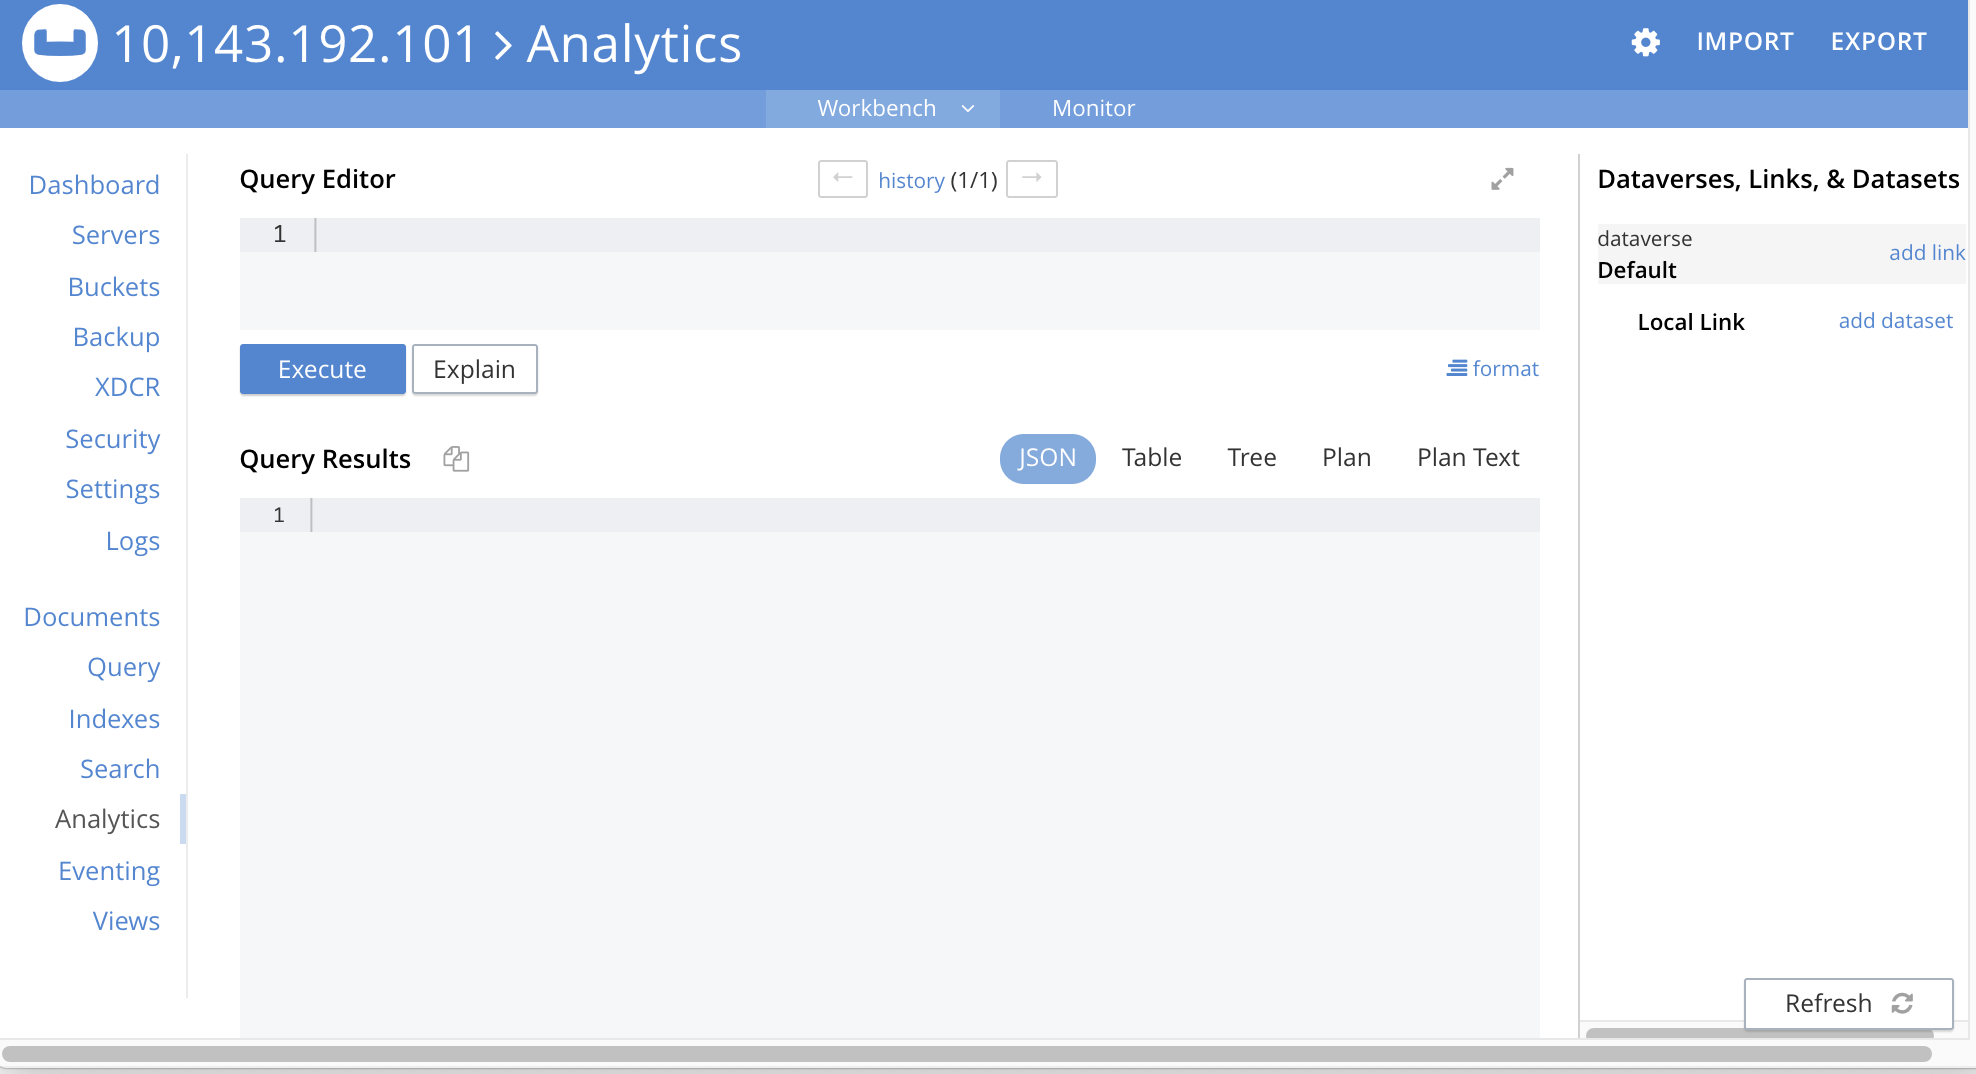 10,143.192.101 > Analytics
IMPORT EXPORT
Workbench Monitor
Dashboard
Servers
Buckets
Backup
XDCR
Security
Settings
Logs
Documents
Query
Indexes
Search
Analytics
Eventing
Views
Query Editor
history (1/1)
1
Execute Explain
format
Query Results
JSON Table Tree Plan Plan Text
1
Dataverses, Links, & Datasets
dataverse
Default
add link
Local Link add dataset
Refresh